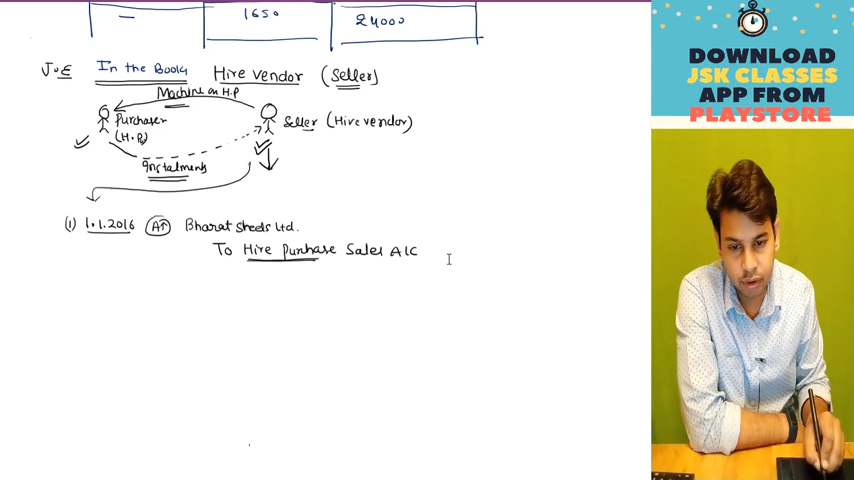 — 1650 24000
J.E In the Books Hire vendor (Seller)
Machine on H.P
Purchaser
(H.P)
Seller (Hire vendor)
Instalments
(1) 1.1.2016 A↑ Bharat Sheds Ltd.
To Hire Purchase Sales A/C
DOWNLOAD
JSK CLASSES
APP FROM
PLAYSTORE